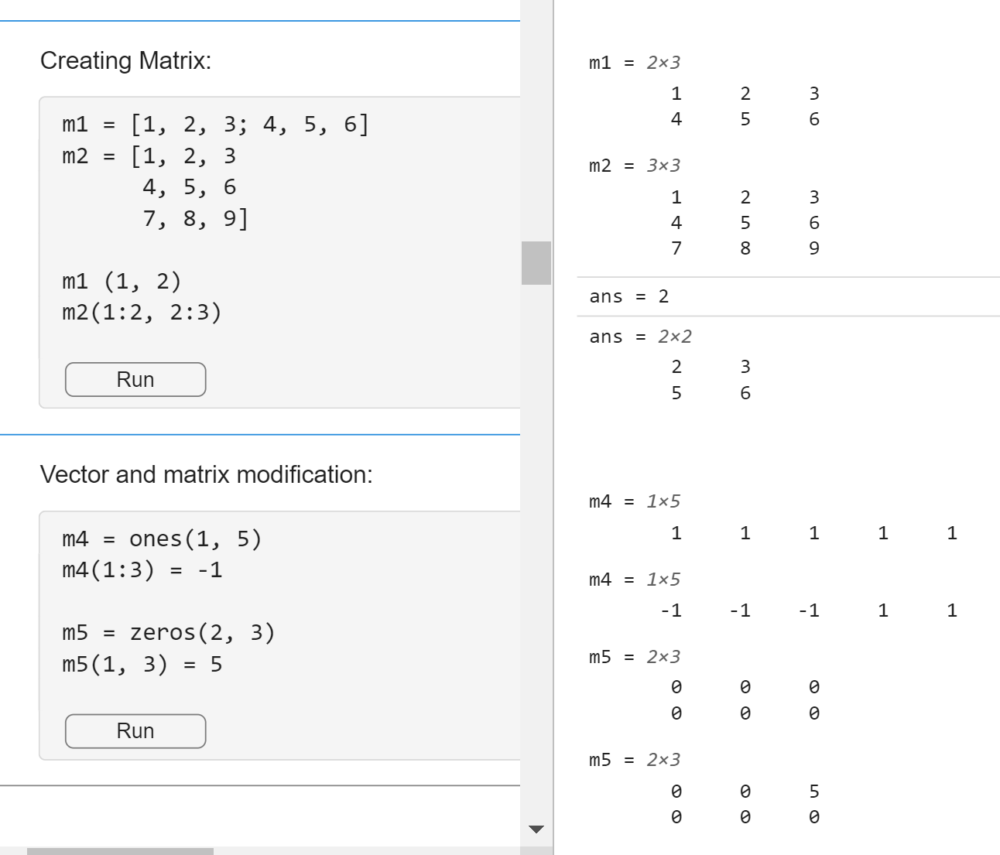 Creating Matrix:
m1 = [1, 2, 3; 4, 5, 6]
m2 = [1, 2, 3
4, 5, 6
7, 8, 9]
m1 (1, 2)
m2(1:2, 2:3)
Run
Vector and matrix modification:
m4 = ones(1, 5)
m4(1:3) = -1
m5 = zeros(2, 3)
m5(1, 3) = 5
Run
m1 = 2×3
1 2 3
4 5 6
m2 = 3×3
1 2 3
4 5 6
7 8 9
ans = 2
ans = 2×2
2 3
5 6
m4 = 1×5
1 1 1 1 1
m4 = 1×5
-1 -1 -1 1 1
m5 = 2×3
0 0 0
0 0 0
m5 = 2×3
0 0 5
0 0 0